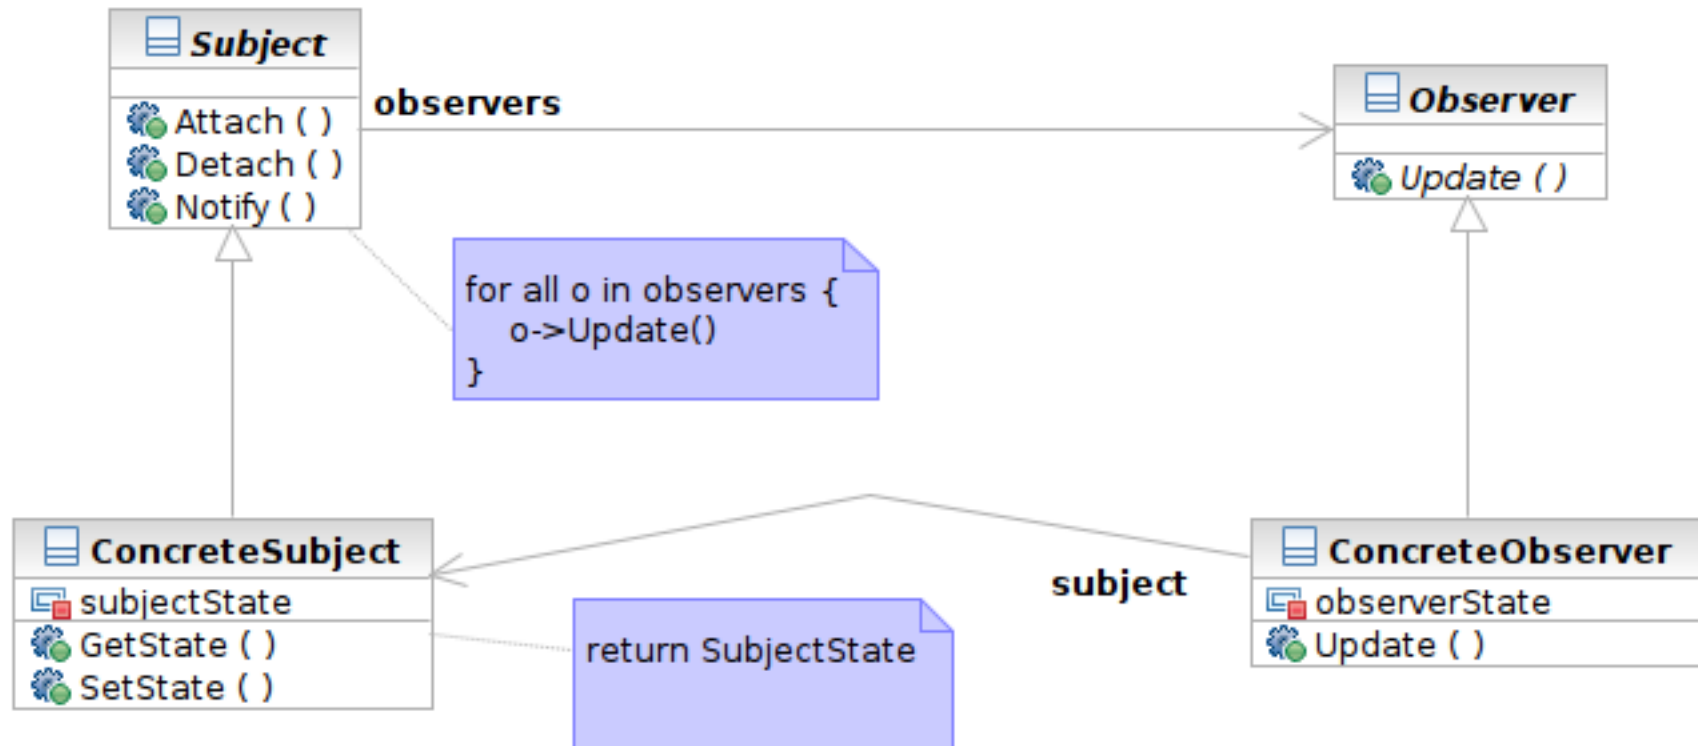 Subject
Attach ( )
Detach ( )
Notify ( )
observers
Observer
Update ( )
for all o in observers {
o->Update()
}
ConcreteSubject
subjectState
GetState ( )
SetState ( )
return SubjectState
subject
ConcreteObserver
observerState
Update ( )